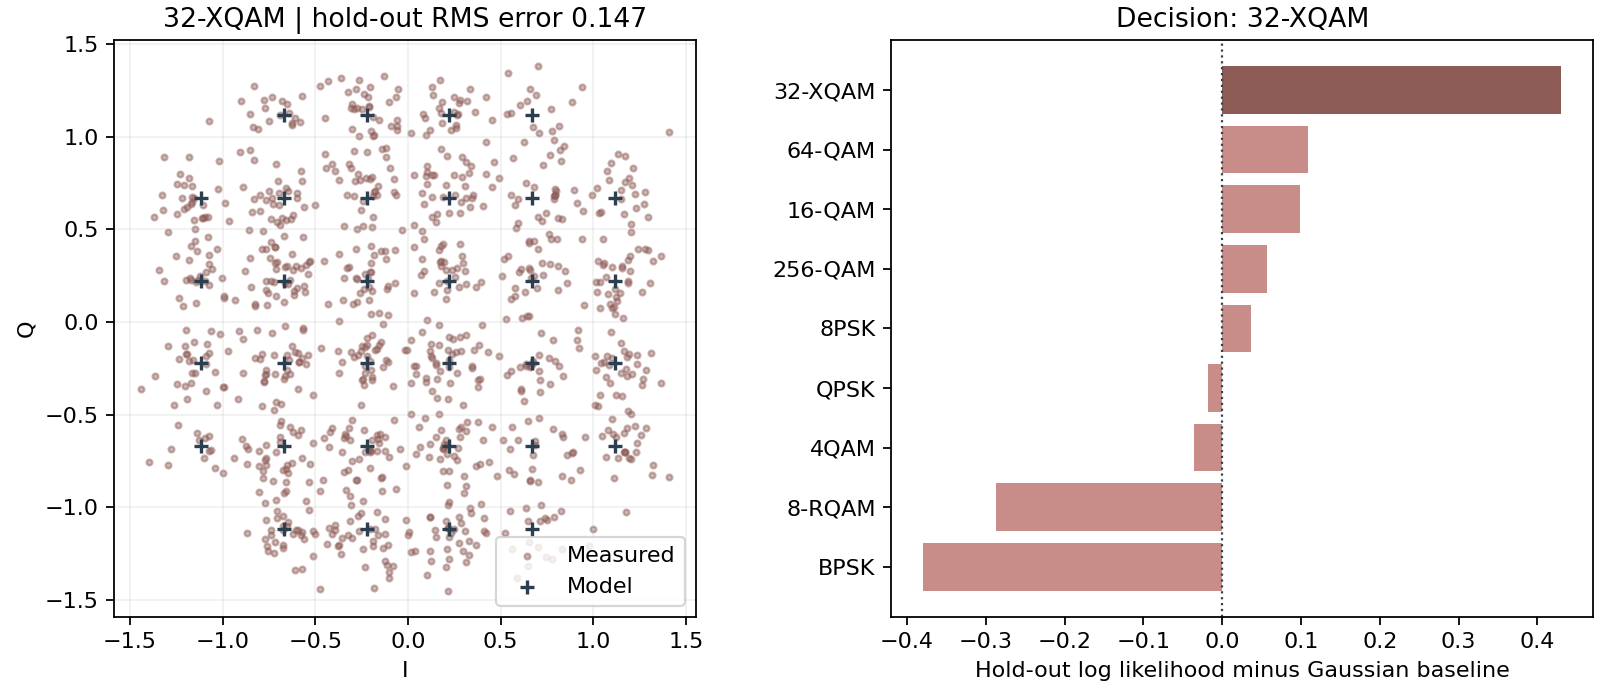 32-XQAM | hold-out RMS error 0.147
1.5
1.0
0.5
0.0
−0.5
−1.0
−1.5
Q
−1.5 −1.0 −0.5 0.0 0.5 1.0 1.5
I
Measured
Model
Decision: 32-XQAM
32-XQAM
64-QAM
16-QAM
256-QAM
8PSK
QPSK
4QAM
8-RQAM
BPSK
−0.4 −0.3 −0.2 −0.1 0.0 0.1 0.2 0.3 0.4
Hold-out log likelihood minus Gaussian baseline